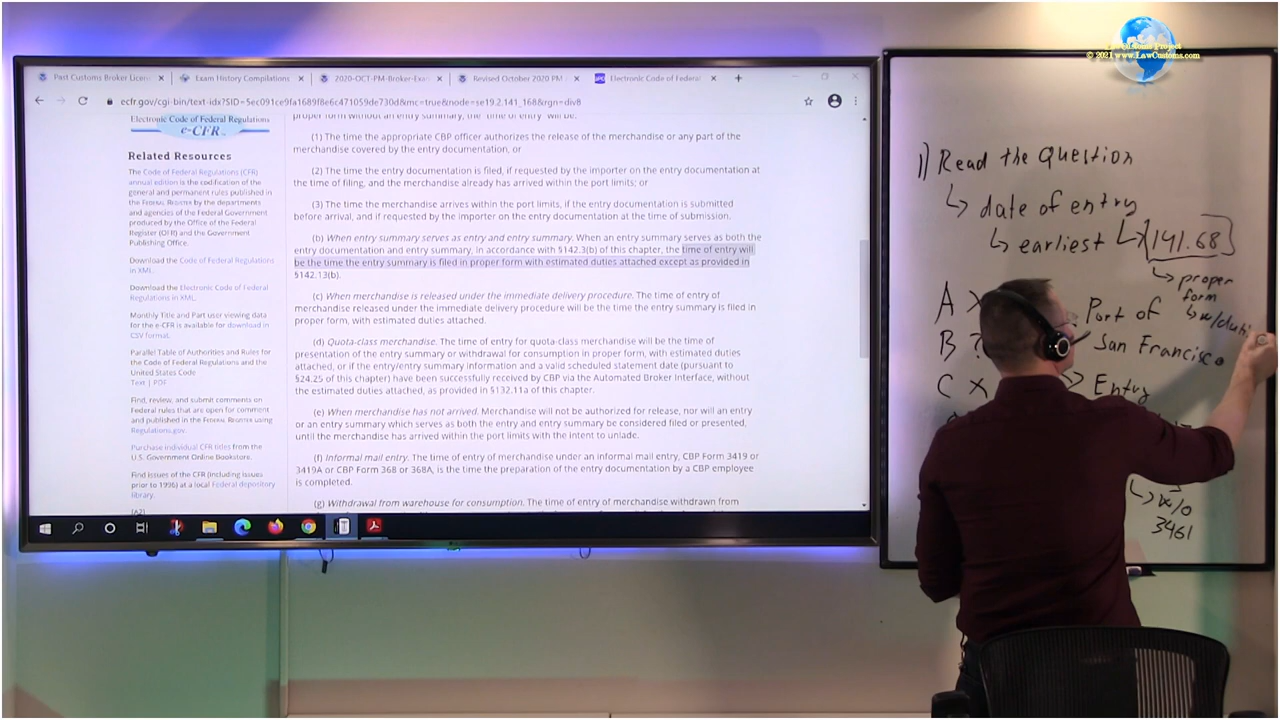 LawCustoms Project
© 2021 www.LawCustoms.com
Past Customs Broker Licen
Exam History Compilations
2020-OCT-PM-Broker-Exa
Revised October 2020 PM
Electronic Code of Federal
ecfr.gov/cgi-bin/text-idx?SID=5ec091ce9fa1689f8e6c471059de730d&mc=true&node=se19.2.141_168&rgn=div8
Electronic Code of Federal Regulations
e-CFR
Related Resources
The Code of Federal Regulations (CFR)
annual edition is the codification of the
general and permanent rules published in
the Federal Register by the departments
and agencies of the Federal Government
produced by the Office of the Federal
Register (OFR) and the Government
Publishing Office.
Download the Code of Federal Regulations
in XML.
Download the Electronic Code of Federal
Regulations in XML.
Monthly Title and Part user viewing data
for the e-CFR is available for download in
CSV format.
Parallel Table of Authorities and Rules for
the Code of Federal Regulations and the
United States Code
Text | PDF
Find, review, and submit comments on
Federal rules that are open for comment
and published in the Federal Register using
Regulations.gov.
Purchase individual CFR titles from the
U.S. Government Online Bookstore.
Find issues of the CFR (including issues
prior to 1996) at a local Federal depository
library.
[A2]
proper form without an entry summary, the "time of entry" will be:
(1) The time the appropriate CBP officer authorizes the release of the merchandise or any part of the
merchandise covered by the entry documentation, or
(2) The time the entry documentation is filed, if requested by the importer on the entry documentation at
the time of filing, and the merchandise already has arrived within the port limits; or
(3) The time the merchandise arrives within the port limits, if the entry documentation is submitted
before arrival, and if requested by the importer on the entry documentation at the time of submission.
(b) When entry summary serves as entry and entry summary. When an entry summary serves as both the
entry documentation and entry summary, in accordance with §142.3(b) of this chapter, the time of entry will
be the time the entry summary is filed in proper form with estimated duties attached except as provided in
§142.13(b).
(c) When merchandise is released under the immediate delivery procedure. The time of entry of
merchandise released under the immediate delivery procedure will be the time the entry summary is filed in
proper form, with estimated duties attached.
(d) Quota-class merchandise. The time of entry for quota-class merchandise will be the time of
presentation of the entry summary or withdrawal for consumption in proper form, with estimated duties
attached, or if the entry/entry summary information and a valid scheduled statement date (pursuant to
§24.25 of this chapter) have been successfully received by CBP via the Automated Broker Interface, without
the estimated duties attached, as provided in §132.11a of this chapter.
(e) When merchandise has not arrived. Merchandise will not be authorized for release, nor will an entry
or an entry summary which serves as both the entry and entry summary be considered filed or presented,
until the merchandise has arrived within the port limits with the intent to unlade.
(f) Informal mail entry. The time of entry of merchandise under an informal mail entry, CBP Form 3419 or
3419A or CBP Form 368 or 368A, is the time the preparation of the entry documentation by a CBP employee
is completed.
(g) Withdrawal from warehouse for consumption. The time of entry of merchandise withdrawn from
1) Read the Question
date of entry
earliest 141.68
proper
form
w/duti
A X
Port of
B ?
San Francisco
C X
Entry
w/o
3461